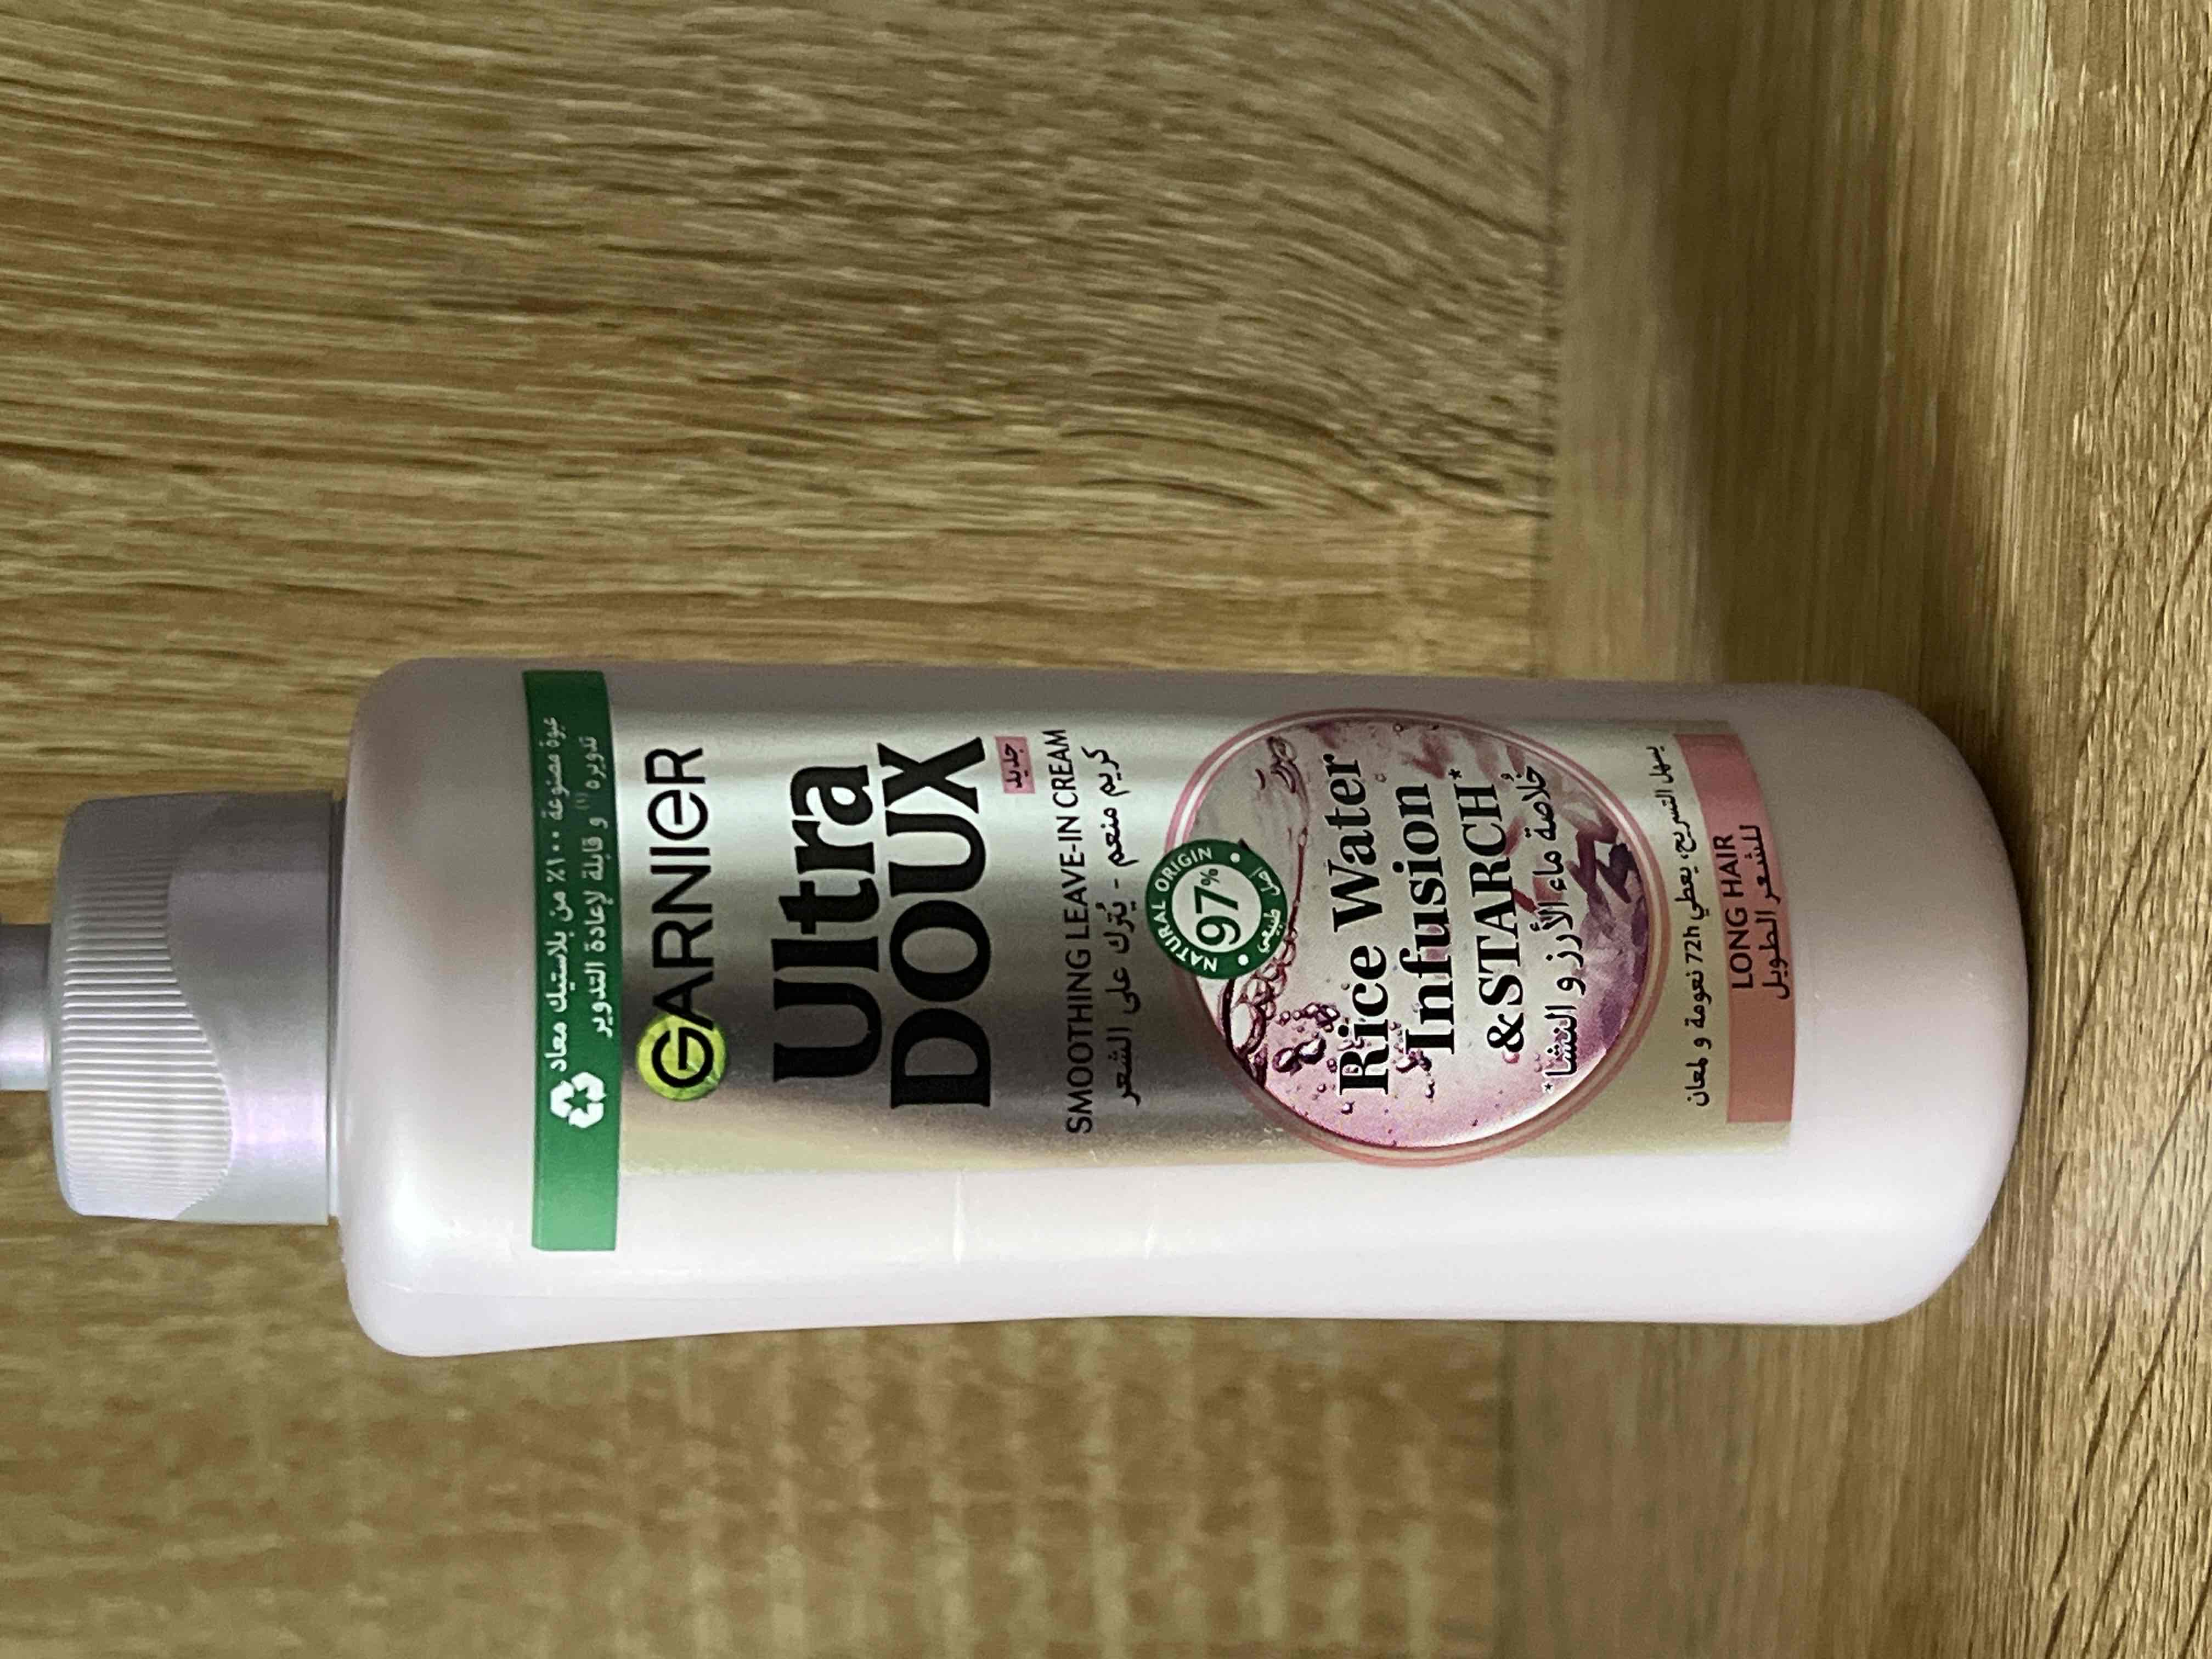 عبوة مصنوعة ١٠٠٪ من بلاستيك معاد
تدويره (١) و قابلة لإعادة التدوير
GARNIER
Ultra
DOUX
جديد
SMOOTHING LEAVE-IN CREAM
كريم منعم - يُترك على الشعر
NATURAL ORIGIN
97%
أصل طبيعي
Rice Water
Infusion
& STARCH*
خُلاصة ماء الأرز و النشا*
يسهل التسريح، يعطي 72h نعومة و لمعان
LONG HAIR
للشعر الطويل